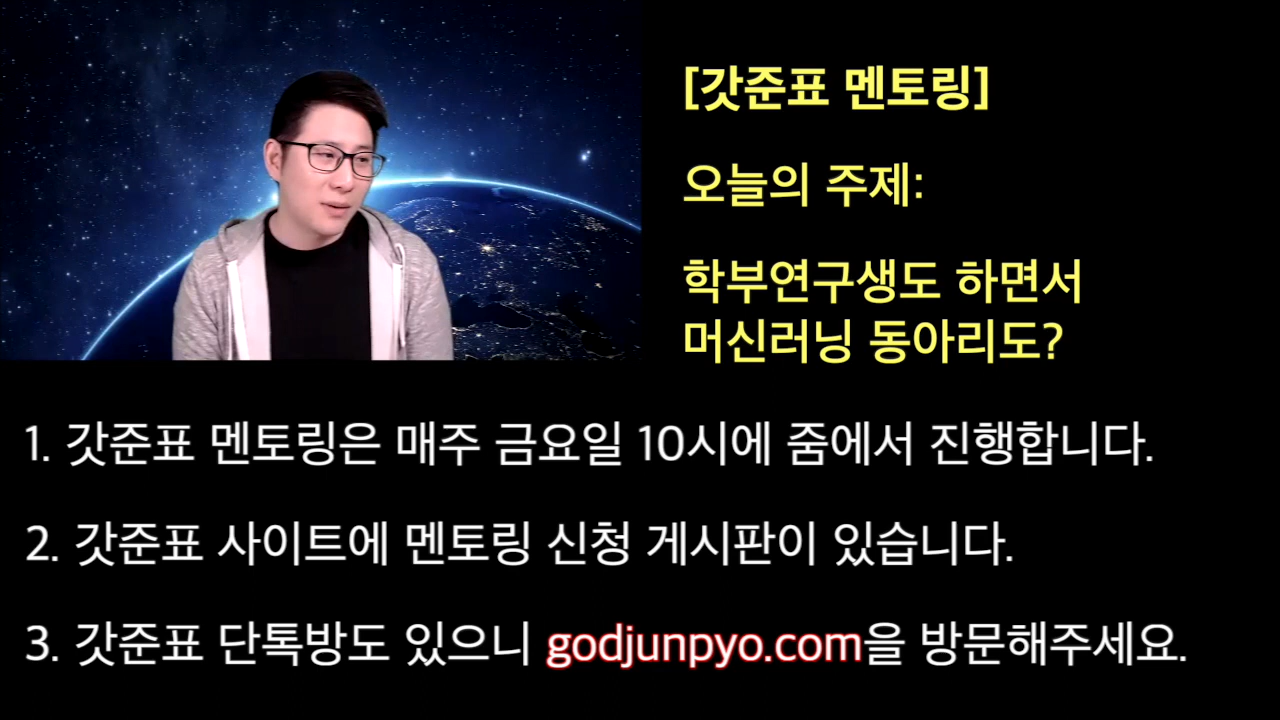 [갓준표 멘토링]
오늘의 주제:
학부연구생도 하면서
머신러닝 동아리도?
1. 갓준표 멘토링은 매주 금요일 10시에 줌에서 진행합니다.
2. 갓준표 사이트에 멘토링 신청 게시판이 있습니다.
3. 갓준표 단톡방도 있으니 godjunpyo.com을 방문해주세요.